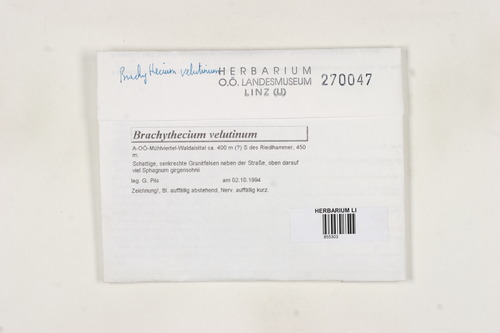 Brachythecium velutinum
HERBARIUM
O.Ö. LANDESMUSEUM
LINZ (LI)
270047
Brachythecium velutinum
A-OÖ-Mühlviertel-Waldaisttal ca. 400 m (?) S des Riedlhammer, 450
m.
Schattige, senkrechte Granitfelsen neben der Straße, oben darauf
viel Sphagnum girgensohnii
leg. G. Pils am 02.10.1994
Zeichnung!, Bl. auffällig abstehend, Nerv. auffällig kurz.
HERBARIUM LI